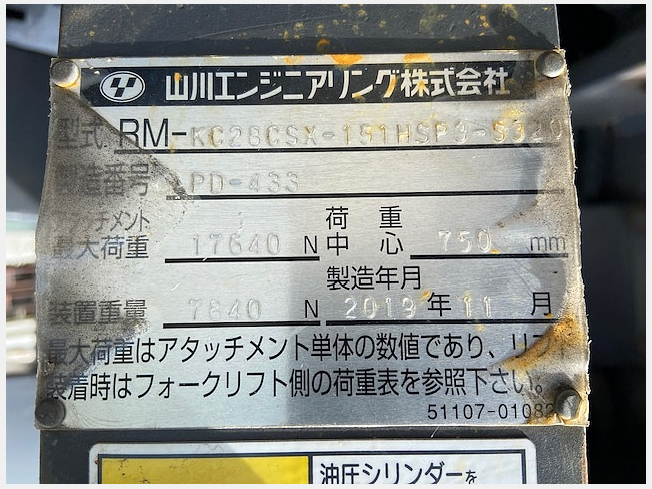 山川エンジニアリング株式会社
型式 RM-KC28CSX-151HSP3-S320
製造番号 PD-433
アタッチメント 荷重
最大荷重 17640 N 中心 750 mm
製造年月
装置重量 7840 N 2019 年 11 月
最大荷重はアタッチメント単体の数値であり、リフト
装着時はフォークリフト側の荷重表を参照下さい。
51107-01082
油圧シリンダーを